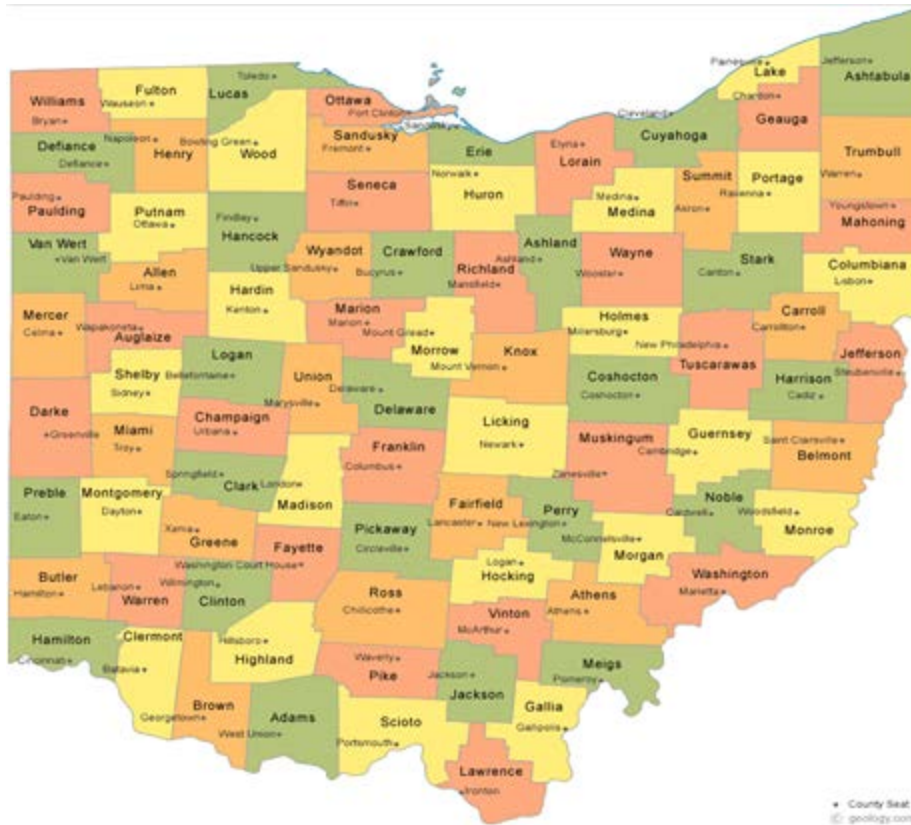 Painesville
Lake
Jefferson
Ashtabula
Toledo
Fulton
Wauseon
Lucas
Williams
Bryan
Ottawa
Port Clinton
Chardon
Geauga
Cleveland
Cuyahoga
Sandusky
Defiance
Defiance
Napoleon
Henry
Bowling Green
Wood
Sandusky
Fremont
Erie
Elyria
Lorain
Trumbull
Warren
Norwalk
Huron
Medina
Medina
Summit
Akron
Portage
Ravenna
Paulding
Paulding
Putnam
Ottawa
Findlay
Hancock
Seneca
Tiffin
Youngstown
Mahoning
Van Wert
Van Wert
Allen
Lima
Wyandot
Upper Sandusky
Crawford
Bucyrus
Richland
Mansfield
Ashland
Ashland
Wayne
Wooster
Stark
Canton
Columbiana
Lisbon
Hardin
Kenton
Mercer
Celina
Wapakoneta
Auglaize
Marion
Marion
Mount Gilead
Morrow
Holmes
Millersburg
New Philadelphia
Tuscarawas
Carroll
Carrollton
Jefferson
Steubenville
Logan
Bellefontaine
Shelby
Sidney
Union
Marysville
Delaware
Delaware
Mount Vernon
Knox
Coshocton
Coshocton
Harrison
Cadiz
Darke
Greenville
Miami
Troy
Champaign
Urbana
Licking
Newark
Franklin
Columbus
Muskingum
Zanesville
Guernsey
Cambridge
Saint Clairsville
Belmont
Springfield
Clark
London
Madison
Preble
Eaton
Montgomery
Dayton
Fairfield
Lancaster
New Lexington
Perry
McConnelsville
Morgan
Noble
Caldwell
Woodsfield
Monroe
Pickaway
Circleville
Xenia
Greene
Fayette
Washington Court House
Logan
Hocking
Washington
Marietta
Butler
Hamilton
Lebanon
Warren
Wilmington
Clinton
Ross
Chillicothe
Athens
Athens
Vinton
McArthur
Hamilton
Cincinnati
Clermont
Batavia
Hillsboro
Highland
Waverly
Pike
Jackson
Jackson
Meigs
Pomeroy
Georgetown
Brown
West Union
Adams
Scioto
Portsmouth
Gallia
Gallipolis
Lawrence
Ironton
County Seat
© geology.com